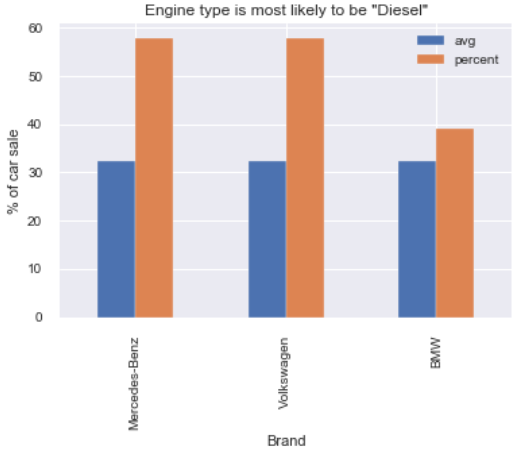 Engine type is most likely to be "Diesel"
avg
percent
60
50
40
30
20
10
0
% of car sale
Mercedes-Benz
Volkswagen
BMW
Brand